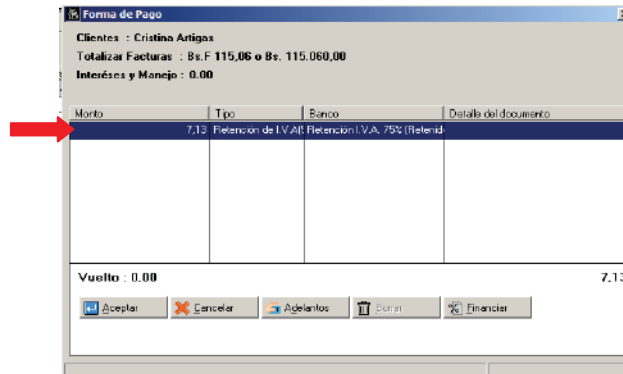 Forma de Pago
Clientes : Cristina Artigas
Totalizar Facturas : Bs.F 115,06 o Bs. 115.060,00
Interéses y Manejo : 0.00
Monto Tipo Banco Detalle del documento
7,13 Retención de I.V.A(% Retención I.V.A. 75% (Retenid
Vuelto : 0.00 7.13
Aceptar Cancelar Adelantos Borrar Financiar